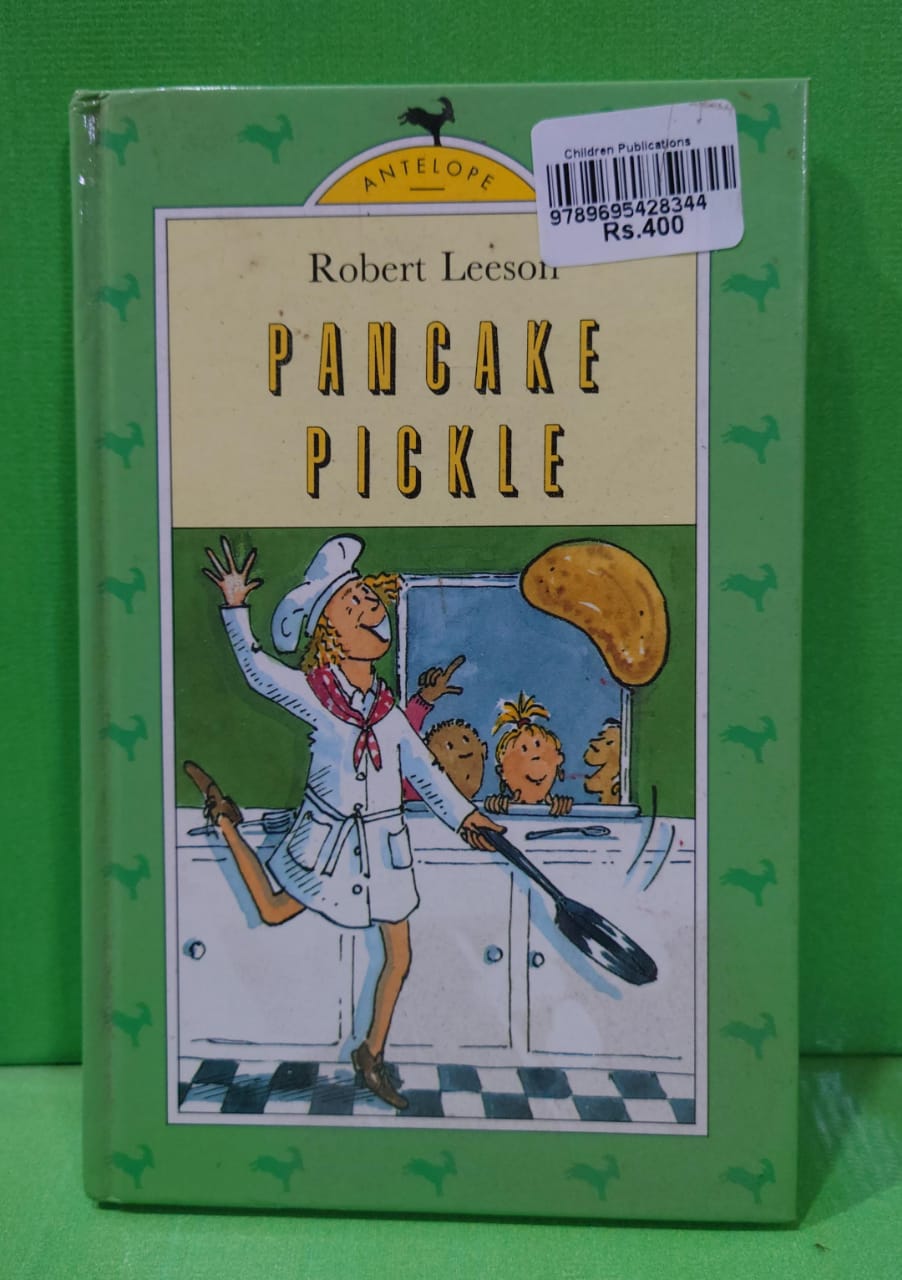 ANTELOPE
Children Publications
9789695428344
Rs.400
Robert Leeson
PANCAKE
PICKLE